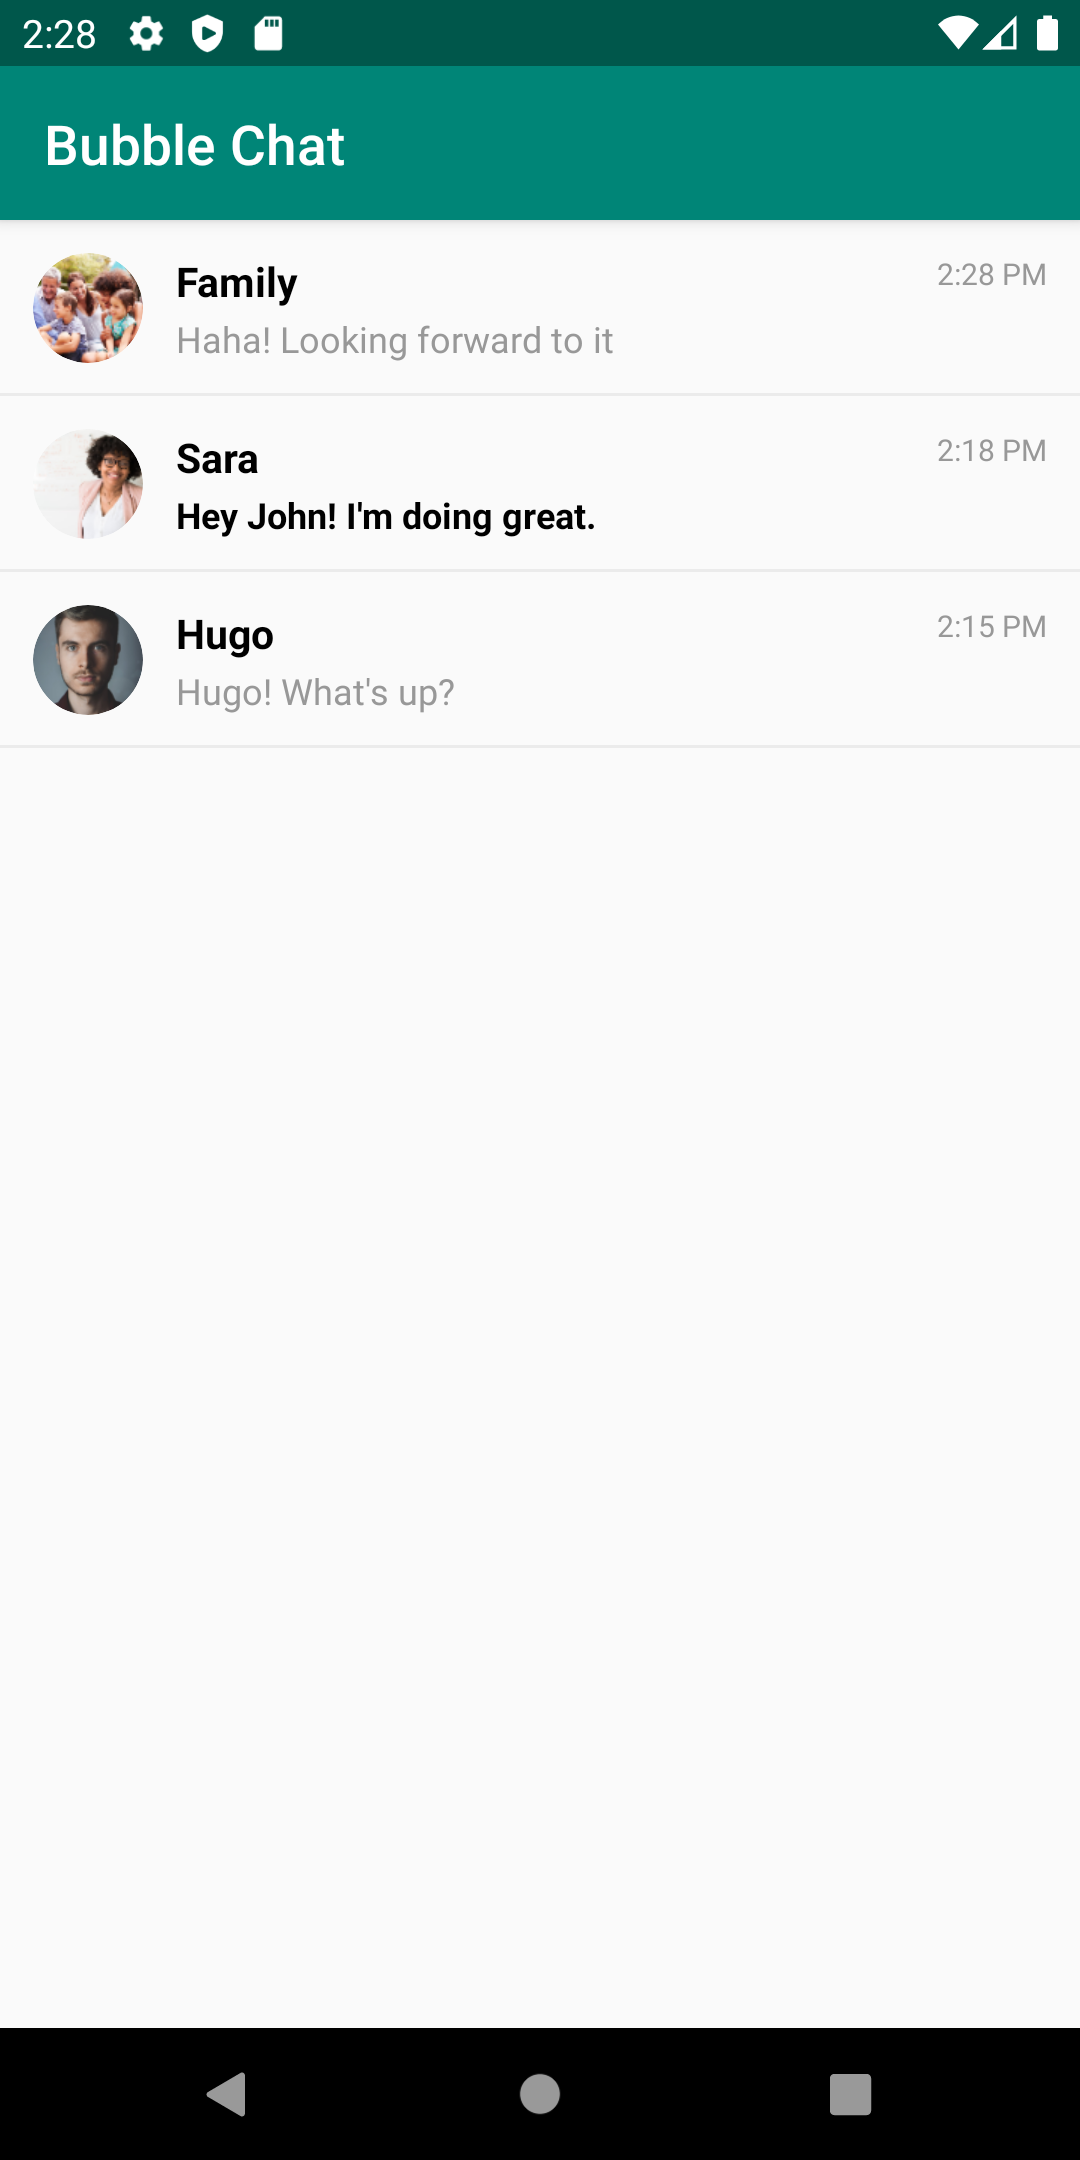 2:28
Bubble Chat
Family
2:28 PM
Haha! Looking forward to it
Sara
2:18 PM
Hey John! I'm doing great.
Hugo
2:15 PM
Hugo! What's up?